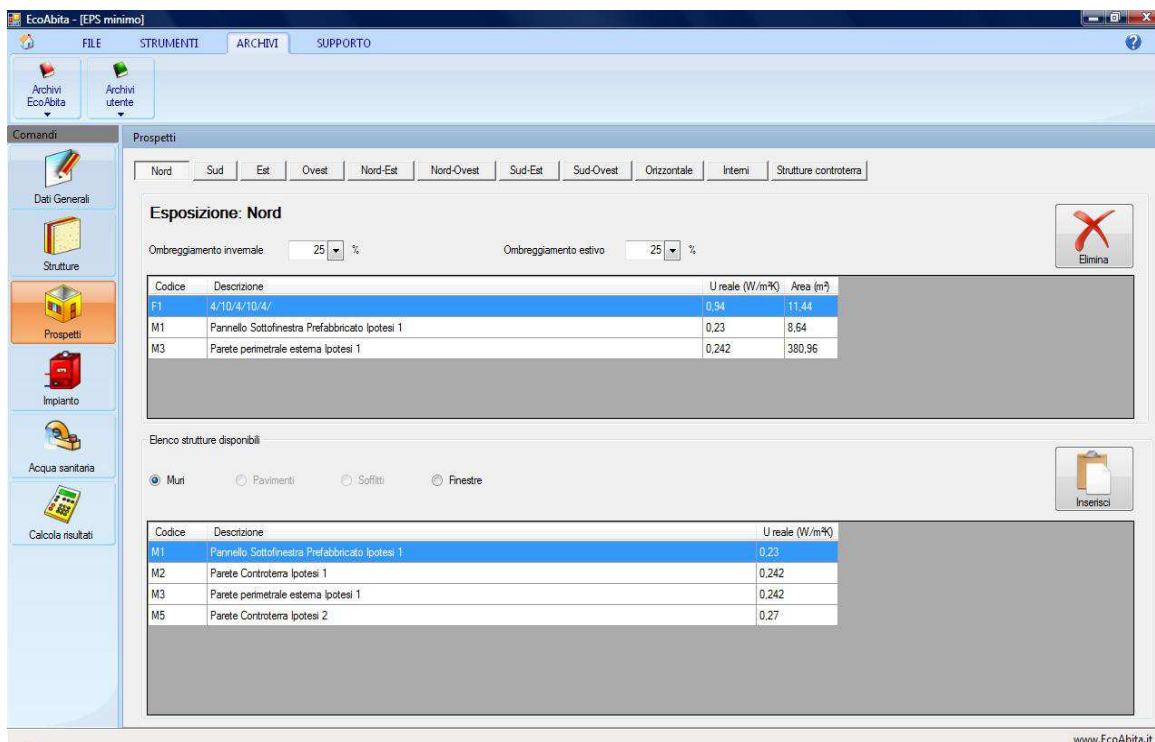 EcoAbita - [EPS minimo]
FILE STRUMENTI ARCHIVI SUPPORTO
Archivi EcoAbita
Archivi utente
Comandi
Dati Generali
Strutture
Prospetti
Impianto
Acqua sanitaria
Calcola risultati
Prospetti
Nord Sud Est Ovest Nord-Est Nord-Ovest Sud-Est Sud-Ovest Orizzontale Interni Strutture controterra
Esposizione: Nord
Ombreggiamento invernale 25 % Ombreggiamento estivo 25 %
Elimina
Codice Descrizione U reale (W/m²K) Area (m²)
F1 4/10/4/10/4/ 0,94 11,44
M1 Pannello Sottofinestra Prefabbricato Ipotesi 1 0,23 8,64
M3 Parete perimetrale esterna Ipotesi 1 0,242 380,96
Elenco strutture disponibili
Muri Pavimenti Soffitti Finestre
Inserisci
Codice Descrizione U reale (W/m²K)
M1 Pannello Sottofinestra Prefabbricato Ipotesi 1 0,23
M2 Parete Controterra Ipotesi 1 0,242
M3 Parete perimetrale esterna Ipotesi 1 0,242
M5 Parete Controterra Ipotesi 2 0,27
www.EcoAbita.it